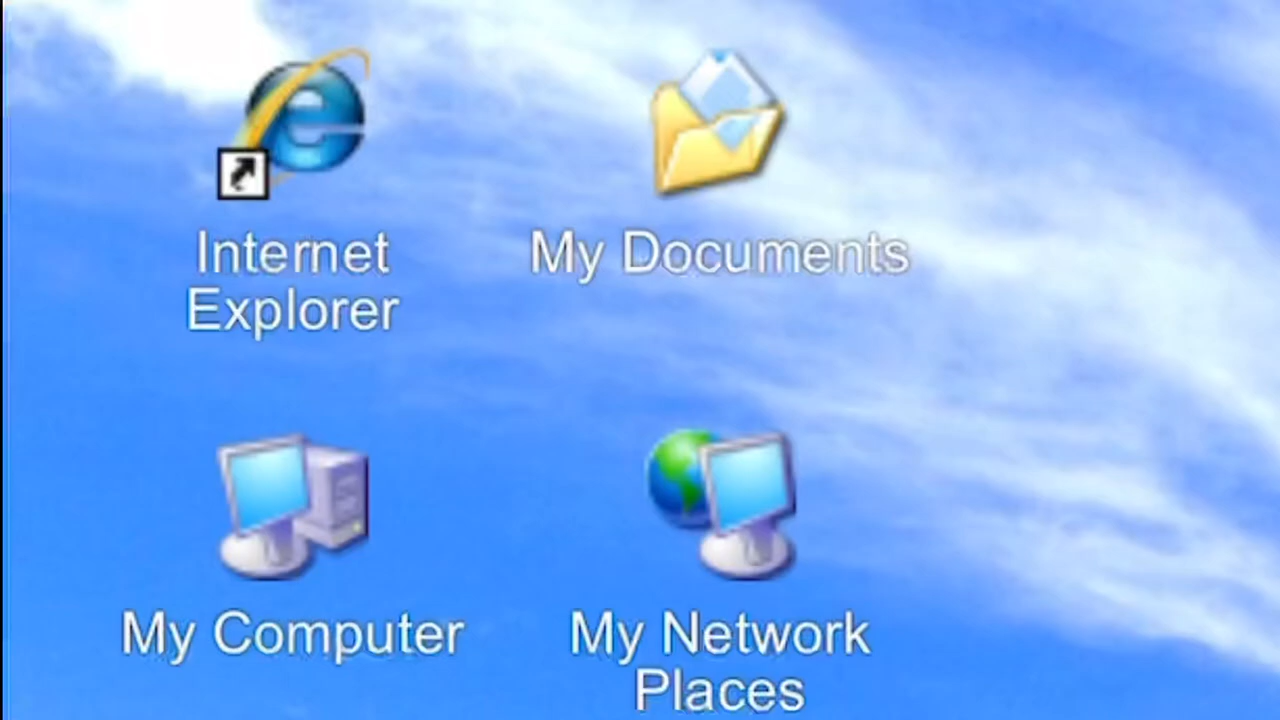 Internet
Explorer
My Documents
My Computer
My Network
Places